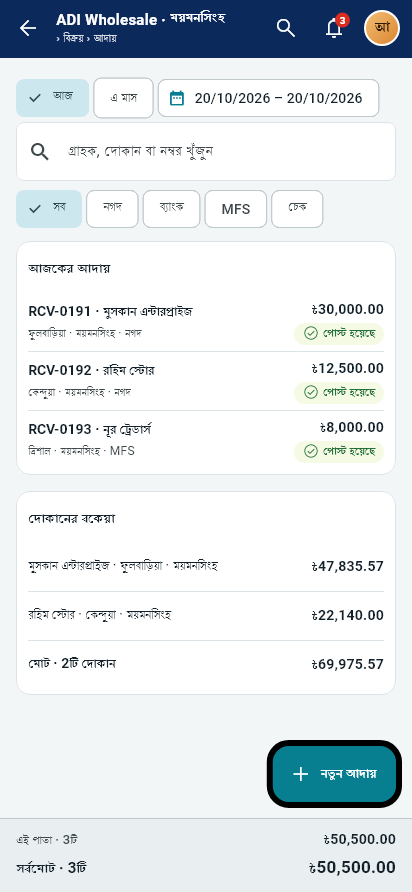 ADI Wholesale · ময়মনসিংহ
› বিক্রয় › আদায়
3
আ
আজ
এ মাস
20/10/2026 – 20/10/2026
গ্রাহক, দোকান বা নম্বর খুঁজুন
সব
নগদ
ব্যাংক
MFS
চেক
আজকের আদায়
RCV-0191 · মুসকান এন্টারপ্রাইজ
৳30,000.00
ফুলবাড়িয়া · ময়মনসিংহ · নগদ
পোস্ট হয়েছে
RCV-0192 · রহিম স্টোর
৳12,500.00
কেন্দুয়া · ময়মনসিংহ · নগদ
পোস্ট হয়েছে
RCV-0193 · নূর ট্রেডার্স
৳8,000.00
ত্রিশাল · ময়মনসিংহ · MFS
পোস্ট হয়েছে
দোকানের বকেয়া
মুসকান এন্টারপ্রাইজ · ফুলবাড়িয়া · ময়মনসিংহ
৳47,835.57
রহিম স্টোর · কেন্দুয়া · ময়মনসিংহ
৳22,140.00
মোট · 2টি দোকান
৳69,975.57
নতুন আদায়
এই পাতা · 3টি
৳50,500.00
সর্বমোট · 3টি
৳50,500.00